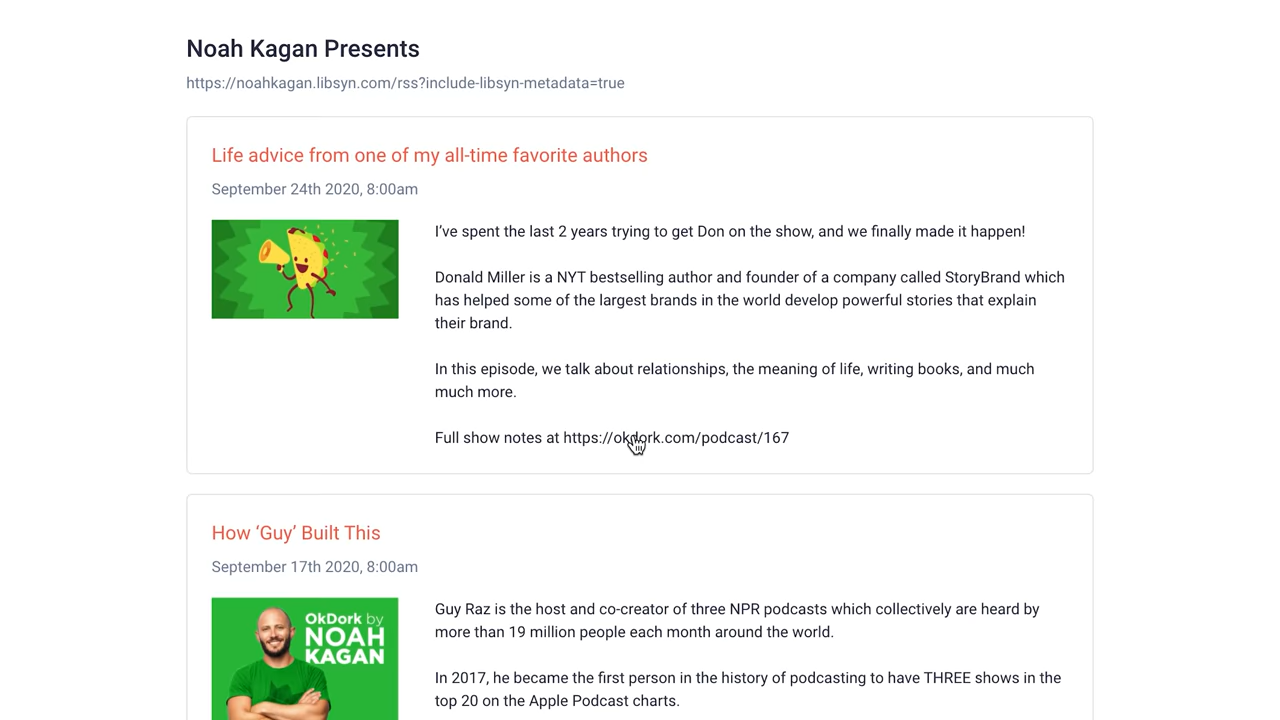 Noah Kagan Presents
https://noahkagan.libsyn.com/rss?include-libsyn-metadata=true
Life advice from one of my all-time favorite authors
September 24th 2020, 8:00am
I’ve spent the last 2 years trying to get Don on the show, and we finally made it happen!
Donald Miller is a NYT bestselling author and founder of a company called StoryBrand which
has helped some of the largest brands in the world develop powerful stories that explain
their brand.
In this episode, we talk about relationships, the meaning of life, writing books, and much
much more.
Full show notes at https://okdork.com/podcast/167
How ‘Guy’ Built This
September 17th 2020, 8:00am
OkDork by
NOAH
KAGAN
Guy Raz is the host and co-creator of three NPR podcasts which collectively are heard by
more than 19 million people each month around the world.
In 2017, he became the first person in the history of podcasting to have THREE shows in the
top 20 on the Apple Podcast charts.